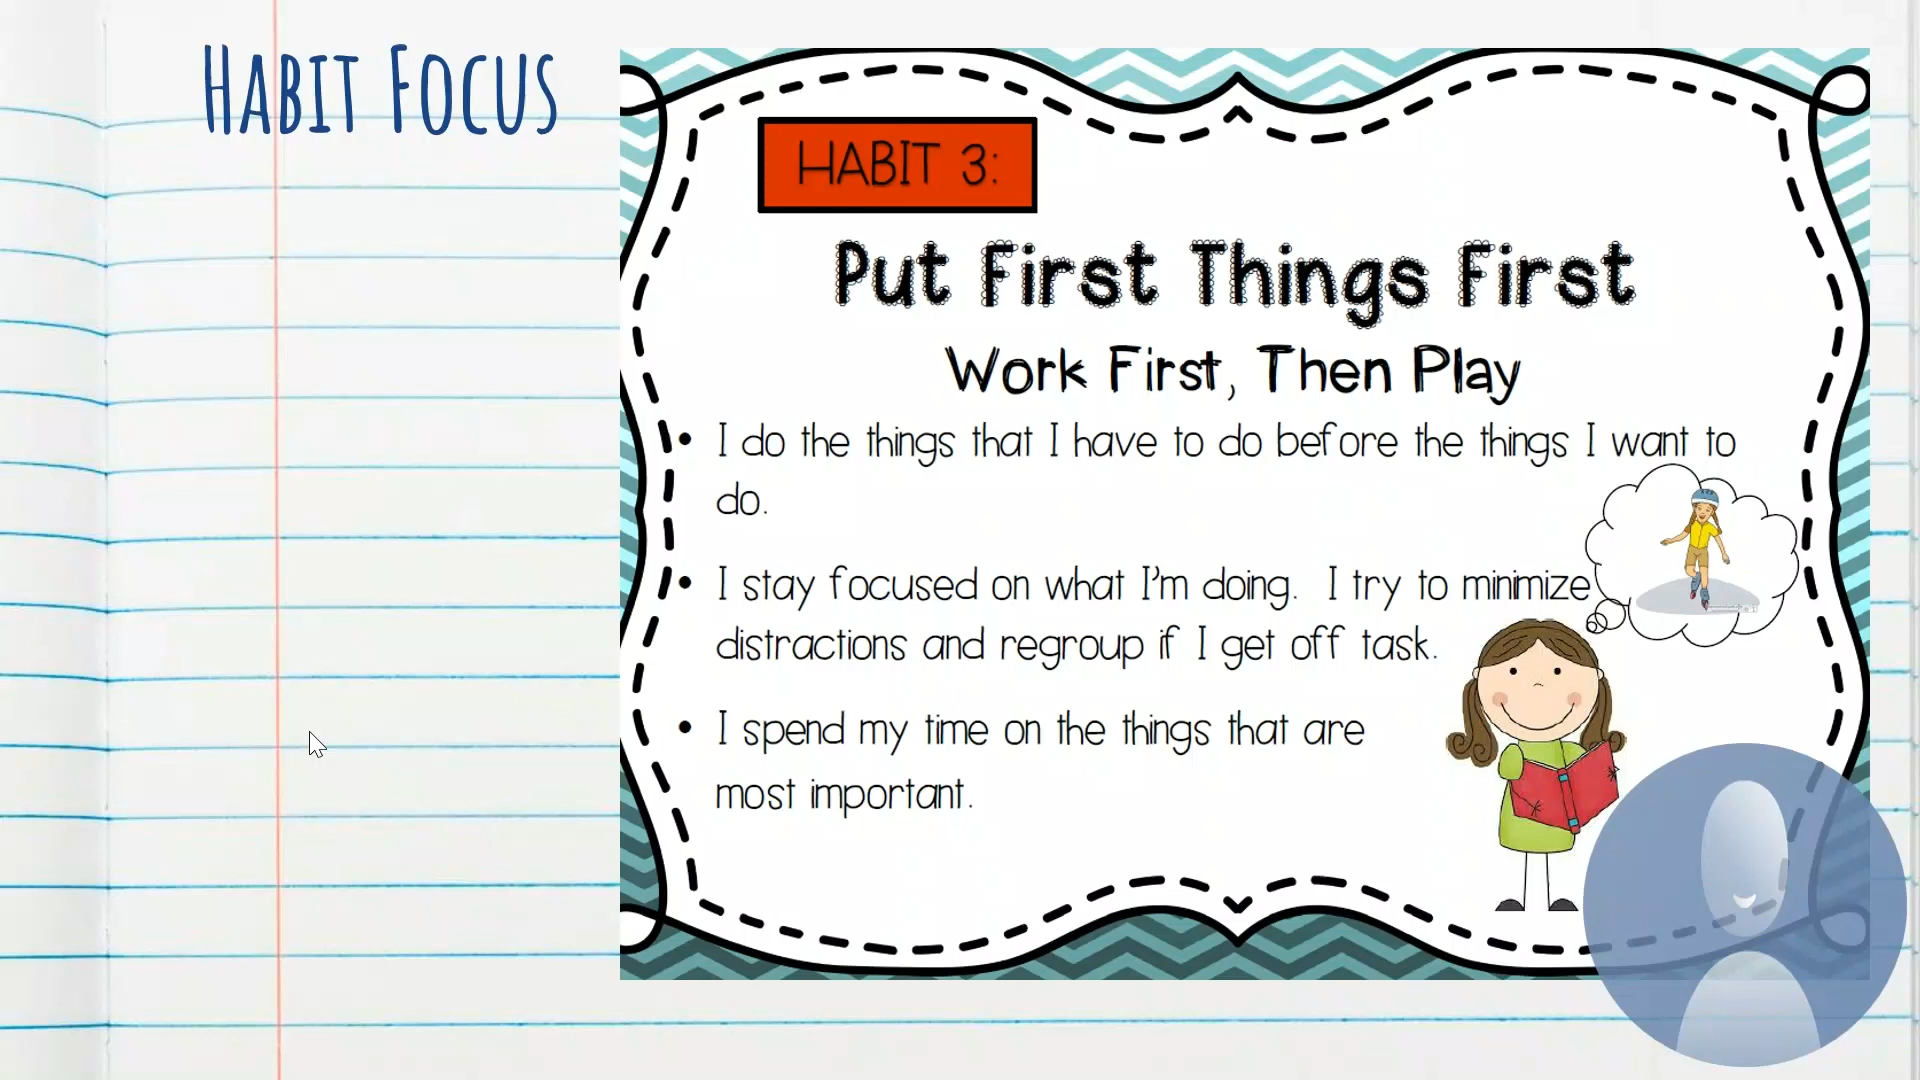 Habit Focus
HABIT 3:
Put First Things First
Work First, Then Play
• I do the things that I have to do before the things I want to
do.
• I stay focused on what I'm doing. I try to minimize
distractions and regroup if I get off task.
• I spend my time on the things that are
most important.